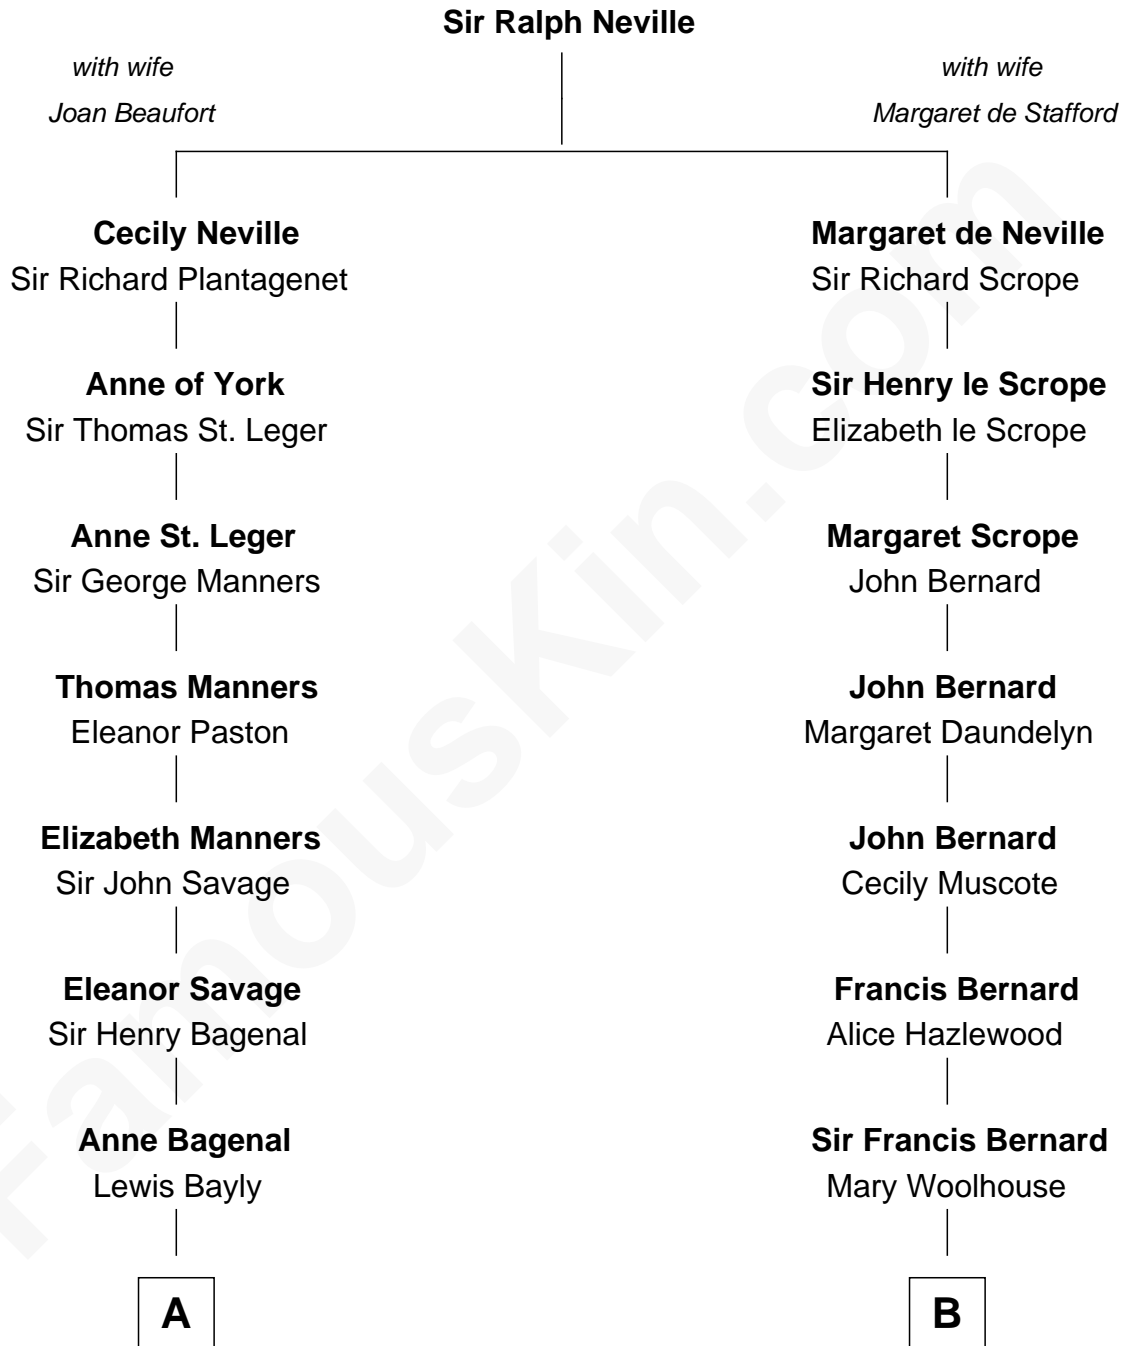 Sir Ralph Neville
with wife
Joan Beaufort
with wife
Margaret de Stafford
Cecily Neville
Sir Richard Plantagenet
Margaret de Neville
Sir Richard Scrope
Anne of York
Sir Thomas St. Leger
Sir Henry le Scrope
Elizabeth le Scrope
Anne St. Leger
Sir George Manners
Margaret Scrope
John Bernard
Thomas Manners
Eleanor Paston
John Bernard
Margaret Daundelyn
Elizabeth Manners
Sir John Savage
John Bernard
Cecily Muscote
Eleanor Savage
Sir Henry Bagenal
Francis Bernard
Alice Hazlewood
Anne Bagenal
Lewis Bayly
Sir Francis Bernard
Mary Woolhouse
A
B
FamousKin.com